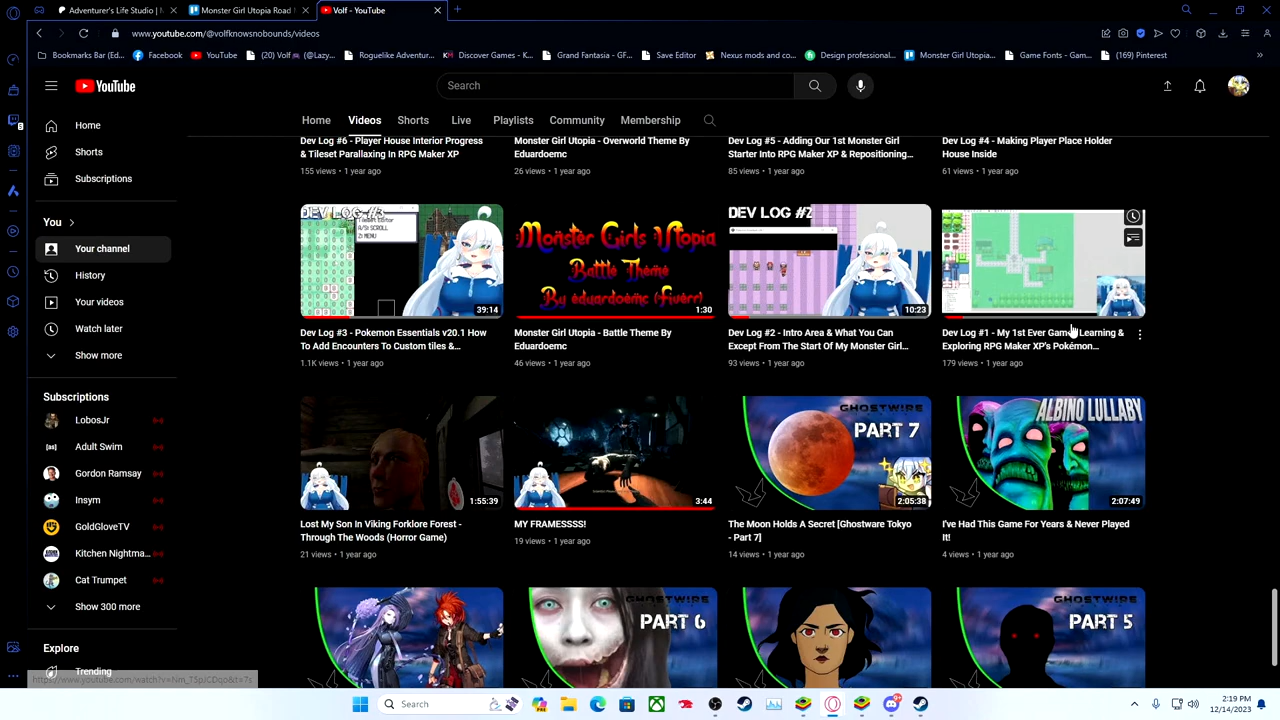 Adventurer's Life Studio | M
Monster Girl Utopia Road
Volf - YouTube
www.youtube.com/@volfknowsnobounds/videos
Bookmarks Bar (Ed...
Facebook
YouTube
(20) Volf
(@Lazy...
Roguelike Adventur...
Discover Games - K...
Grand Fantasia - GF...
Save Editor
Nexus mods and co...
Design professional...
Monster Girl Utopia...
Game Fonts - Gam...
(169) Pinterest
YouTube
Search
Home
Videos
Shorts
Live
Playlists
Community
Membership
Home
Shorts
Subscriptions
You
Your channel
History
Your videos
Watch later
Show more
Subscriptions
LobosJr
Adult Swim
Gordon Ramsay
Insym
GoldGloveTV
Kitchen Nightma...
Cat Trumpet
Show 300 more
Explore
Trending
Dev Log #6 - Player House Interior Progress
& Tileset Parallaxing In RPG Maker XP
155 views • 1 year ago
Monster Girl Utopia - Overworld Theme By
Eduardoemc
26 views • 1 year ago
Dev Log #5 - Adding Our 1st Monster Girl
Starter Into RPG Maker XP & Repositioning...
85 views • 1 year ago
Dev Log #4 - Making Player Place Holder
House Inside
61 views • 1 year ago
DEV LOG #3
A/S: SCROLL
Z: MENU
39:14
Dev Log #3 - Pokemon Essentials v20.1 How
To Add Encounters To Custom tiles &...
1.1K views • 1 year ago
Monster Girls Utopia
Battle Theme
By eduardoemc (Fiverr)
1:30
Monster Girl Utopia - Battle Theme By
Eduardoemc
46 views • 1 year ago
DEV LOG #2
10:23
Dev Log #2 - Intro Area & What You Can
Except From The Start Of My Monster Girl...
93 views • 1 year ago
Dev Log #1 - My 1st Ever Game! Learning &
Exploring RPG Maker XP's Pokémon...
179 views • 1 year ago
1:55:39
Lost My Son In Viking Forklore Forest -
Through The Woods (Horror Game)
21 views • 1 year ago
3:44
MY FRAMESSSS!
19 views • 1 year ago
GHOSTWIRE
PART 7
2:05:38
The Moon Holds A Secret [Ghostware Tokyo
- Part 7]
14 views • 1 year ago
ALBINO LULLABY
2:07:49
I've Had This Game For Years & Never Played
It!
4 views • 1 year ago
GHOSTWIRE
PART 6
GHOSTWIRE
PART 5
Search
2:19 PM
12/14/2023